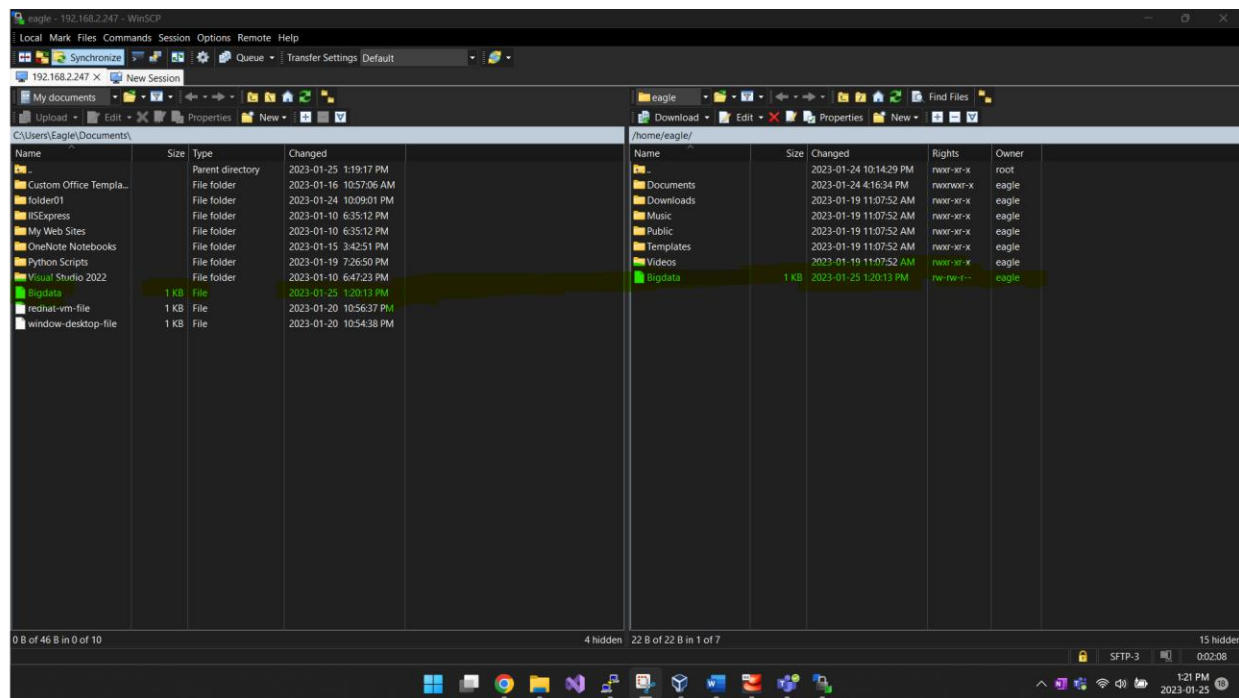 eagle - 192.168.2.247 - WinSCP
Local Mark Files Commands Session Options Remote Help
Synchronize Queue Transfer Settings Default
192.168.2.247 New Session
My documents
Upload Edit Properties New
C:\Users\Eagle\Documents\
Name Size Type Changed
.. Parent directory 2023-01-25 1:19:17 PM
Custom Office Templa... File folder 2023-01-16 10:57:06 AM
folder01 File folder 2023-01-24 10:09:01 PM
IISExpress File folder 2023-01-10 6:35:12 PM
My Web Sites File folder 2023-01-10 6:35:12 PM
OneNote Notebooks File folder 2023-01-15 3:42:51 PM
Python Scripts File folder 2023-01-19 7:26:50 PM
Visual Studio 2022 File folder 2023-01-10 6:47:23 PM
Bigdata 1 KB File 2023-01-25 1:20:13 PM
redhat-vm-file 1 KB File 2023-01-20 10:56:37 PM
window-desktop-file 1 KB File 2023-01-20 10:54:38 PM
0 B of 46 B in 0 of 10 4 hidden
eagle Find Files
Download Edit Properties New
/home/eagle/
Name Size Changed Rights Owner
.. 2023-01-24 10:14:29 PM rwxr-xr-x root
Documents 2023-01-24 4:16:34 PM rwxrwxr-x eagle
Downloads 2023-01-19 11:07:52 AM rwxr-xr-x eagle
Music 2023-01-19 11:07:52 AM rwxr-xr-x eagle
Public 2023-01-19 11:07:52 AM rwxr-xr-x eagle
Templates 2023-01-19 11:07:52 AM rwxr-xr-x eagle
Videos 2023-01-19 11:07:52 AM rwxr-xr-x eagle
Bigdata 1 KB 2023-01-25 1:20:13 PM rw-rw-r-- eagle
22 B of 22 B in 1 of 7 15 hidden
SFTP-3 0:02:08
1:21 PM
2023-01-25 18